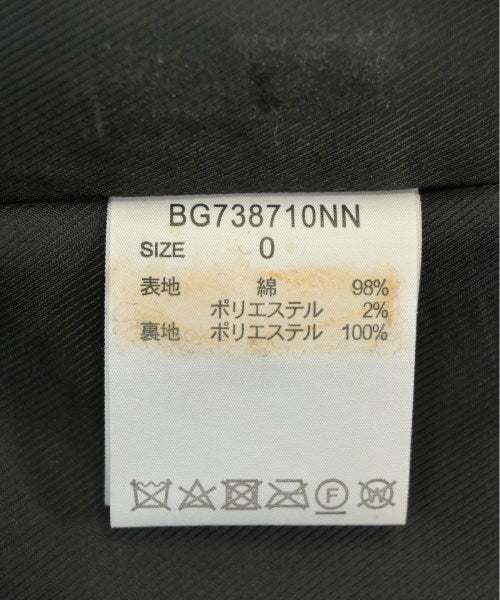 BG738710NN
SIZE 0
表地 綿 98%
ポリエステル 2%
裏地 ポリエステル 100%
F W